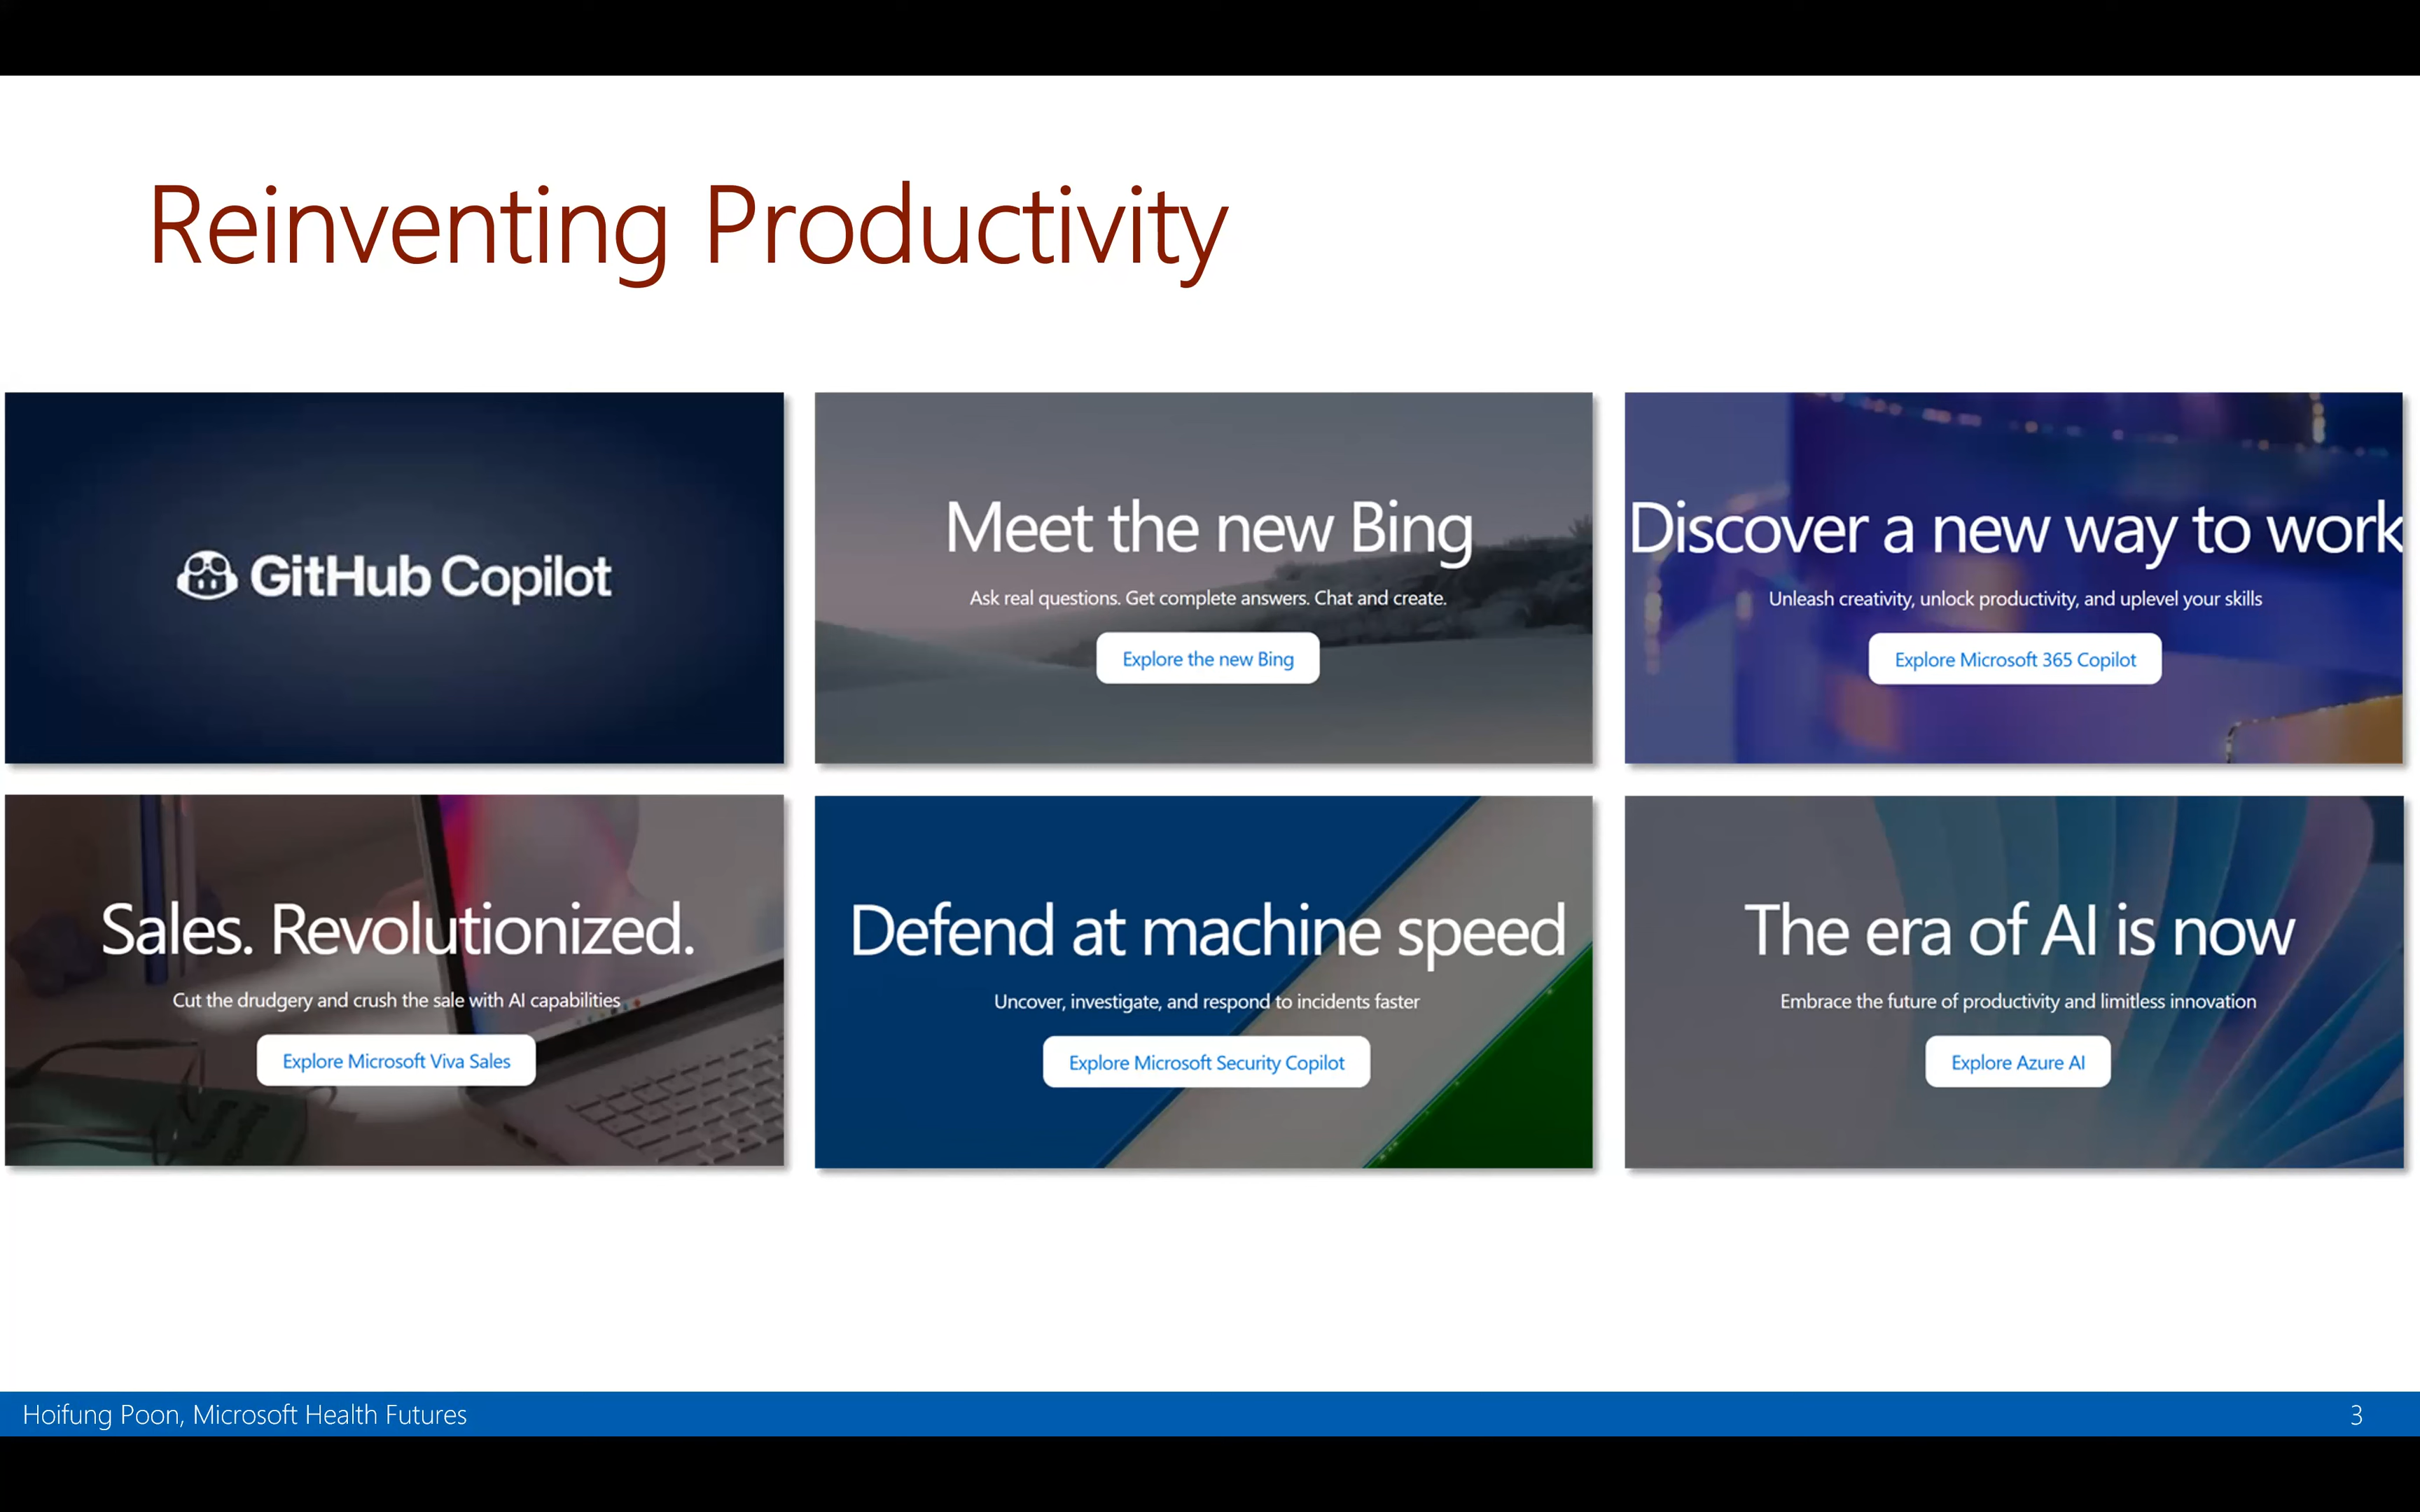 Reinventing Productivity
GitHub Copilot
Meet the new Bing
Ask real questions. Get complete answers. Chat and create.
Explore the new Bing
Discover a new way to work
Unleash creativity, unlock productivity, and uplevel your skills
Explore Microsoft 365 Copilot
Sales. Revolutionized.
Cut the drudgery and crush the sale with AI capabilities
Explore Microsoft Viva Sales
Defend at machine speed
Uncover, investigate, and respond to incidents faster
Explore Microsoft Security Copilot
The era of AI is now
Embrace the future of productivity and limitless innovation
Explore Azure AI
Hoifung Poon, Microsoft Health Futures
3